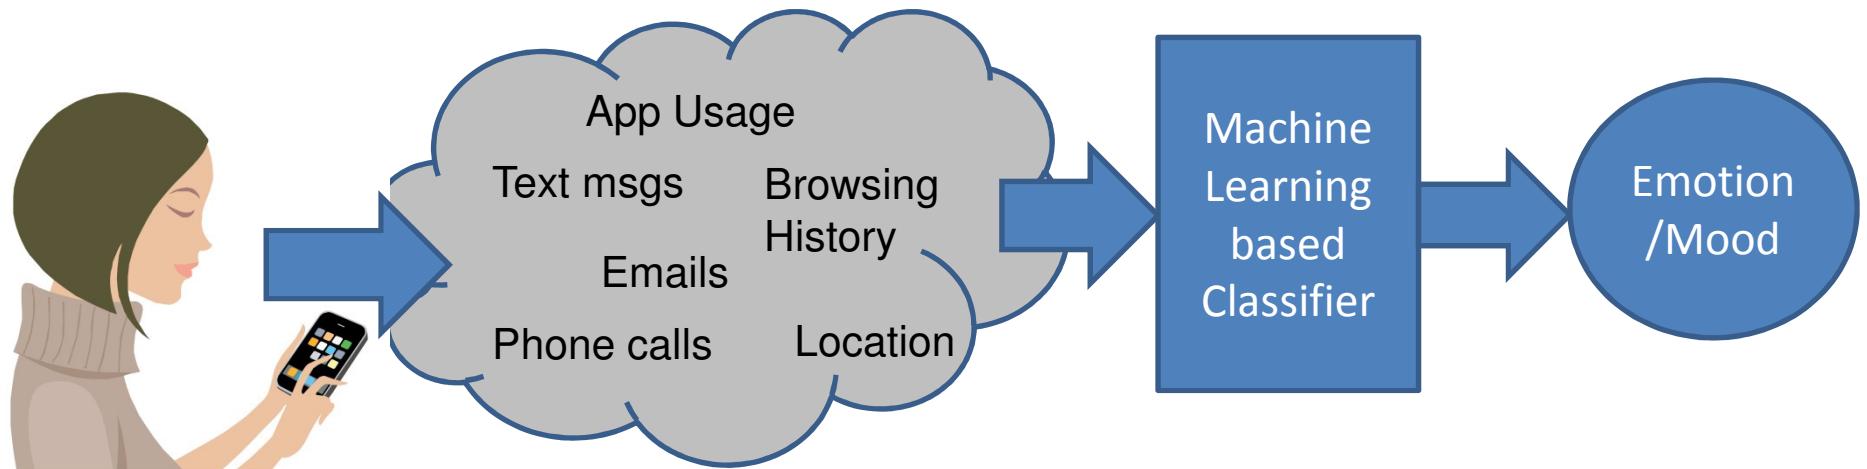 App Usage
Text msgs
Browsing
History
Emails
Phone calls
Location
Machine
Learning
based
Classifier
Emotion
/Mood